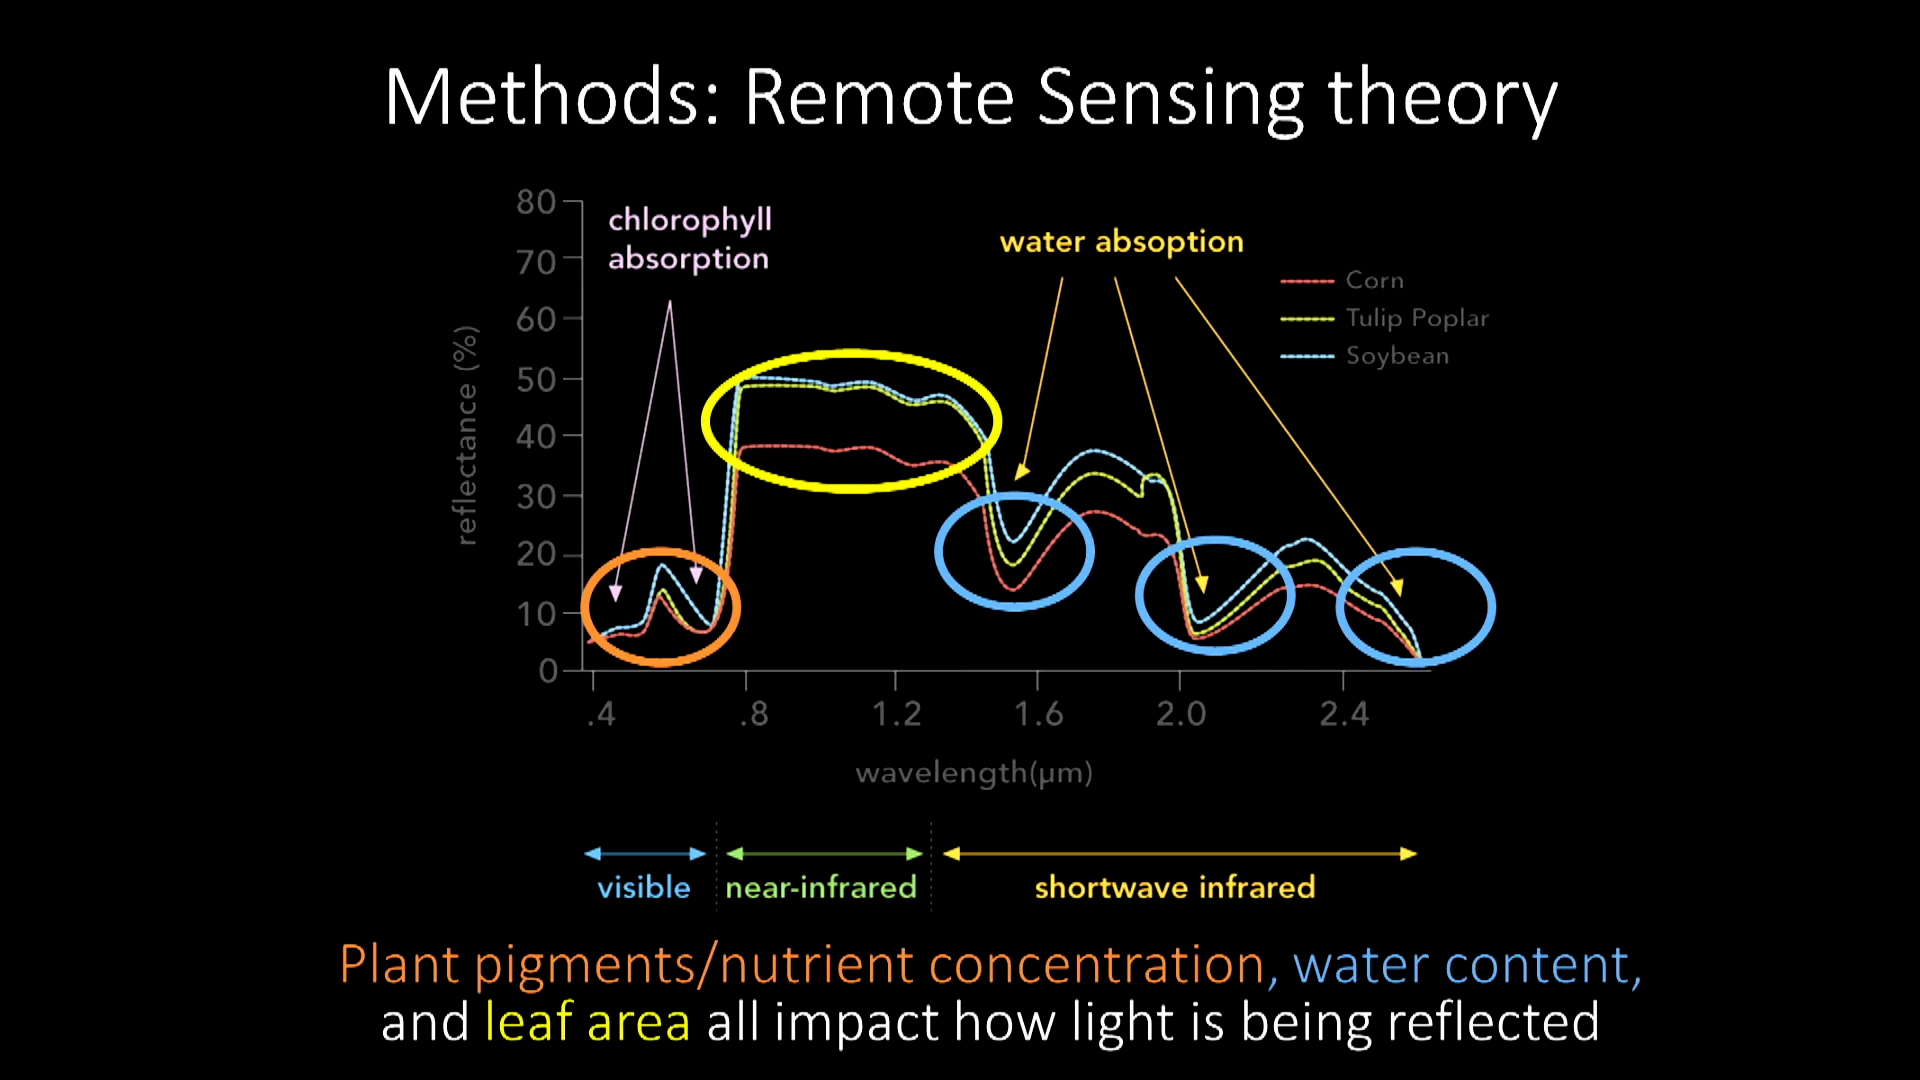 Methods: Remote Sensing theory
80
70
60
50
40
30
20
10
0
reflectance (%)
chlorophyll
absorption
water absoption
Corn
Tulip Poplar
Soybean
.4 .8 1.2 1.6 2.0 2.4
wavelength(μm)
visible near-infrared shortwave infrared
Plant pigments/nutrient concentration, water content,
and leaf area all impact how light is being reflected